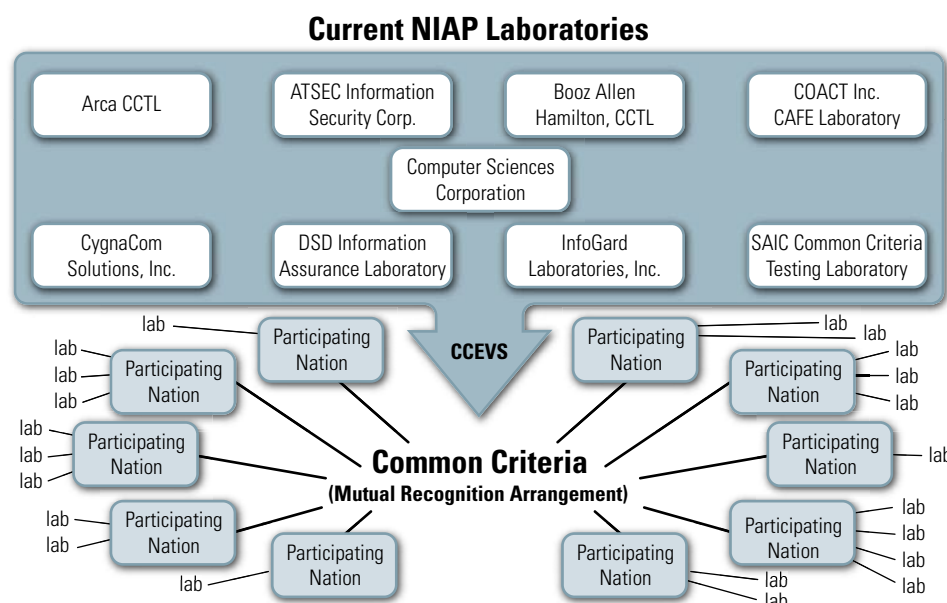 Current NIAP Laboratories
Arca CCTL
ATSEC Information
Security Corp.
Booz Allen
Hamilton, CCTL
COACT Inc.
CAFE Laboratory
Computer Sciences
Corporation
CygnaCom
Solutions, Inc.
DSD Information
Assurance Laboratory
InfoGard
Laboratories, Inc.
SAIC Common Criteria
Testing Laboratory
CCEVS
lab
Participating
Nation
Participating
Nation
lab
lab
lab
lab
lab
Participating
Nation
Participating
Nation
lab
lab
lab
lab
lab
lab
Participating
Nation
Common Criteria
(Mutual Recognition Arrangement)
Participating
Nation
lab
lab
lab
Participating
Nation
Participating
Nation
lab
lab
lab
lab
lab
Participating
Nation
Participating
Nation
lab
lab